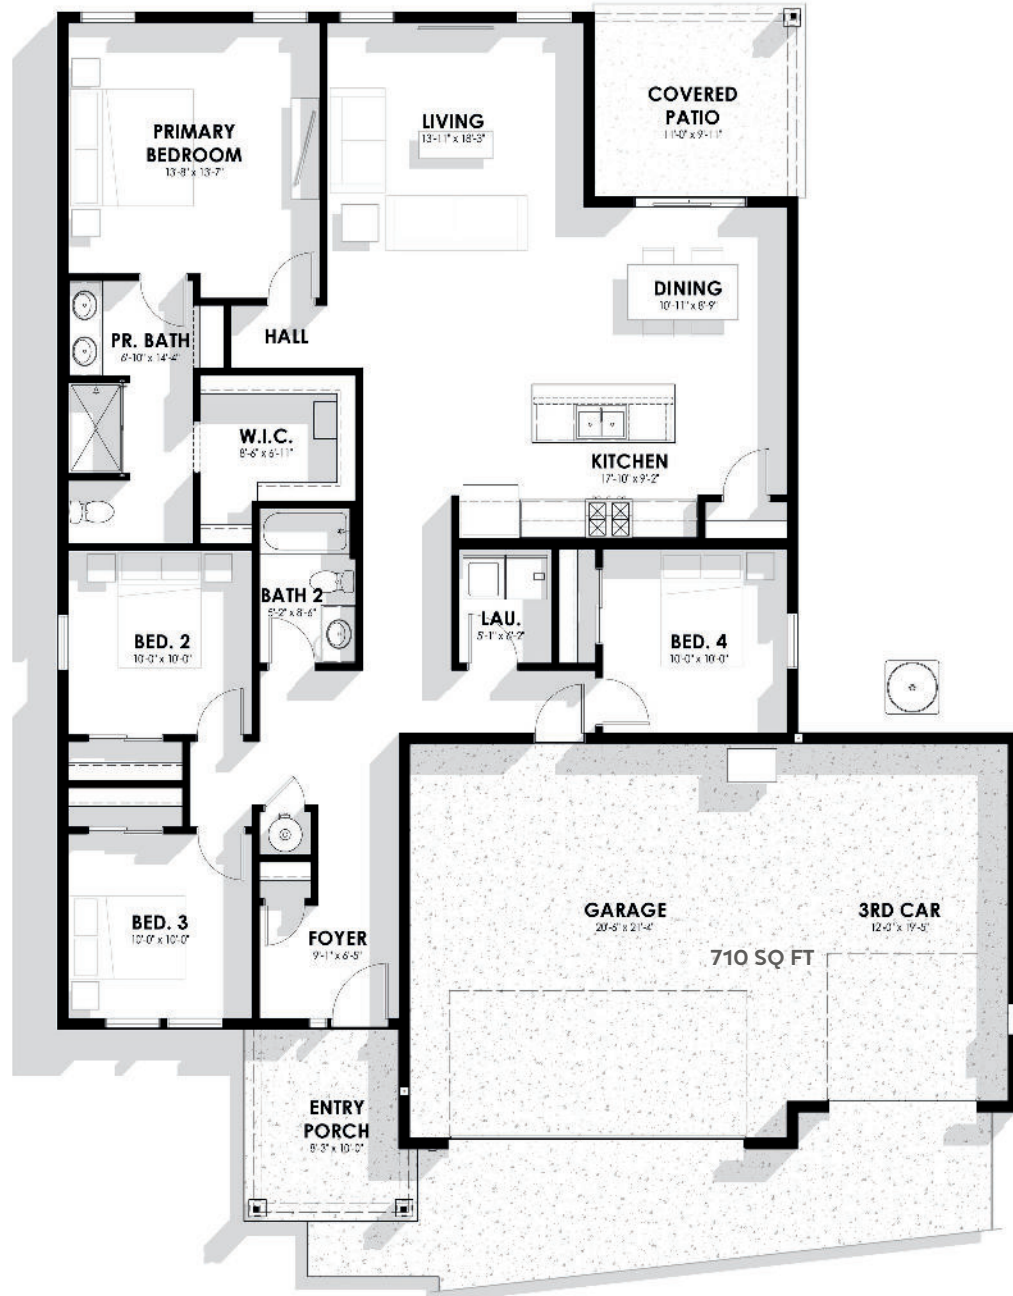 PRIMARY
BEDROOM
13'-8" x 13'-7"
LIVING
13'-11" x 18'-3"
COVERED
PATIO
11'-0" x 9'-11"
DINING
10'-11" x 8'-9"
HALL
PR. BATH
6'-10" x 14'-4"
W.I.C.
8'-6" x 6'-11"
KITCHEN
17'-10" x 9'-2"
BATH 2
5'-2" x 8'-6"
LAU.
5'-1" x 6'-2"
BED. 2
10'-0" x 10'-0"
BED. 4
10'-0" x 10'-0"
BED. 3
10'-0" x 10'-0"
FOYER
9'-1" x 6'-5"
GARAGE
20'-6" x 21'-4"
3RD CAR
12'-0" x 19'-5"
710 SQ FT
ENTRY
PORCH
8'-3" x 10'-0"